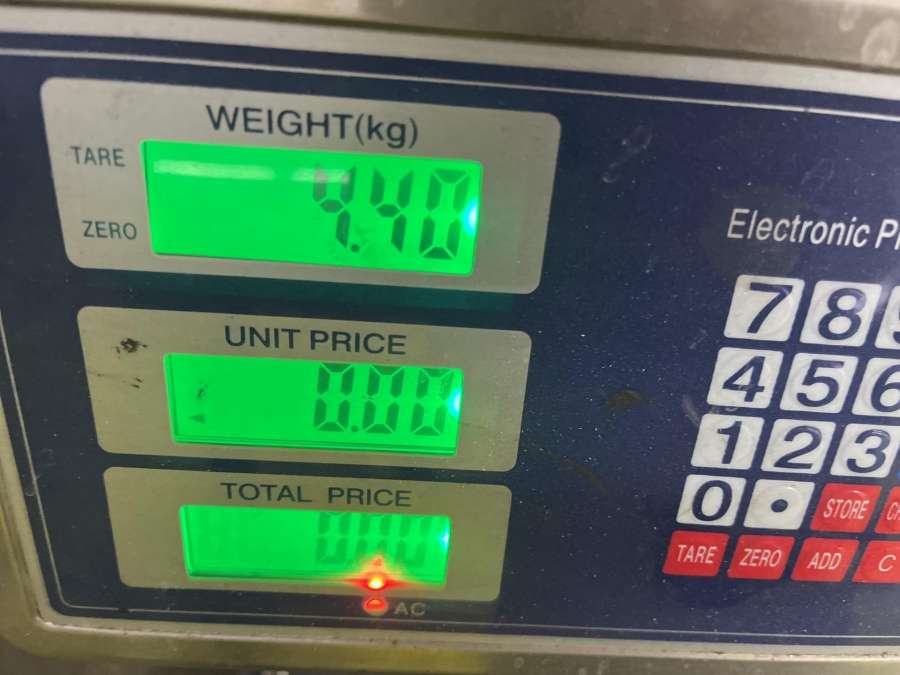 WEIGHT(kg)
TARE
4.40
ZERO
UNIT PRICE
0.00
TOTAL PRICE
0.00
AC
Electronic
7 8
4 5 6
1 2 3
0 . STORE
TARE ZERO ADD C